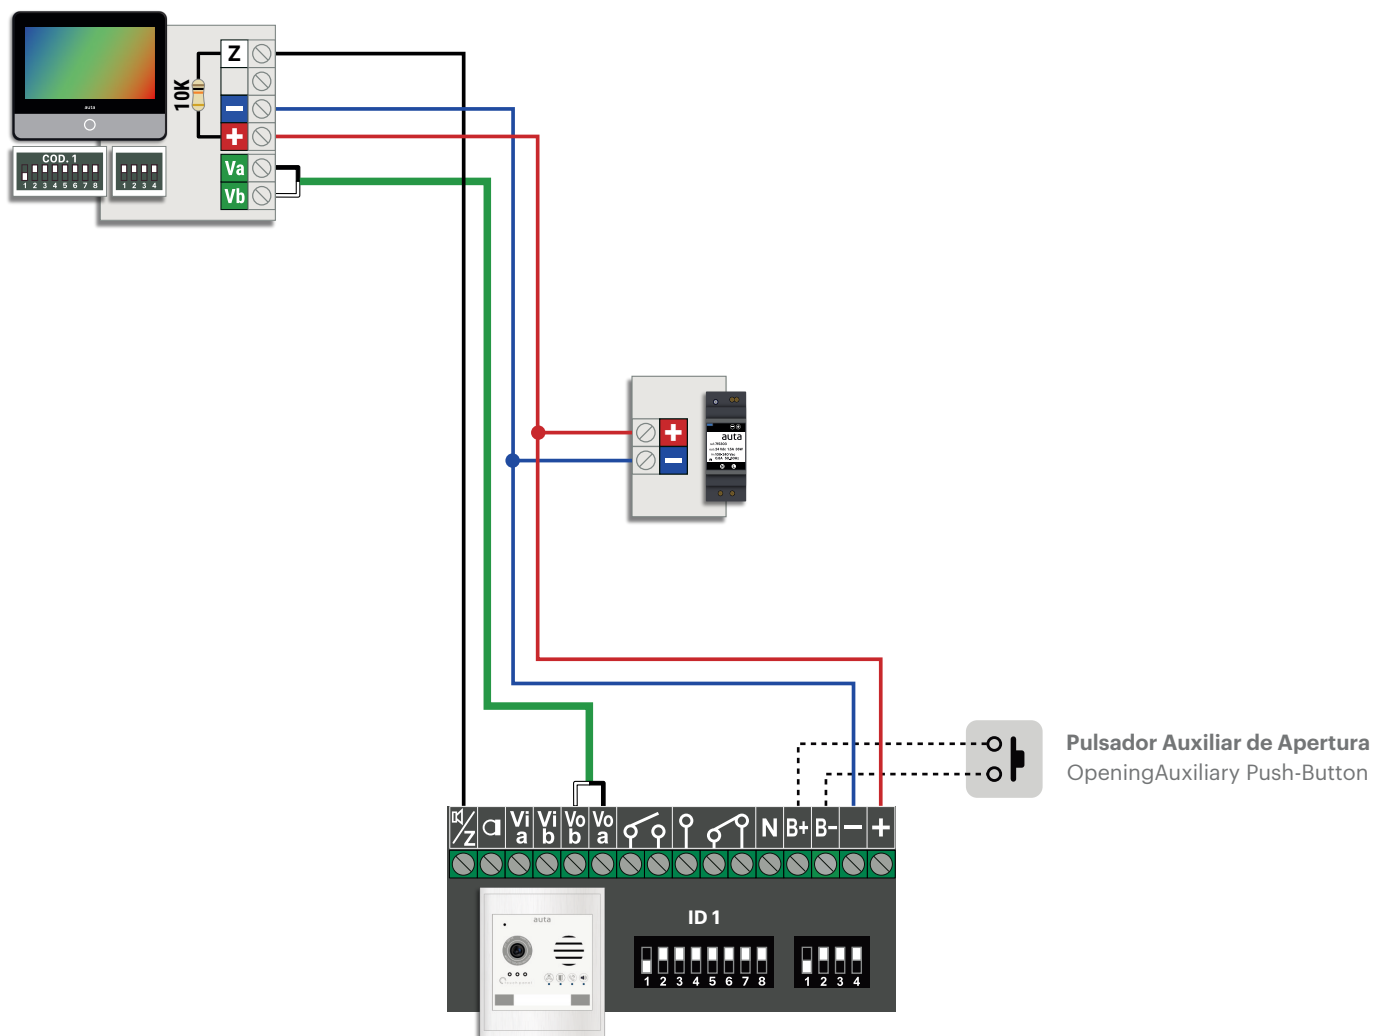 Z
10K
auta
COD. 1
1 2 3 4 5 6 7 8
1 2 3 4
−
+
Va
Vb
+
−
auta
Pulsador Auxiliar de Apertura
OpeningAuxiliary Push-Button
/Z
Vi a
Vi b
Vo b
Vo a
N
B+
B-
−
+
auta
ID 1
1 2 3 4 5 6 7 8
1 2 3 4